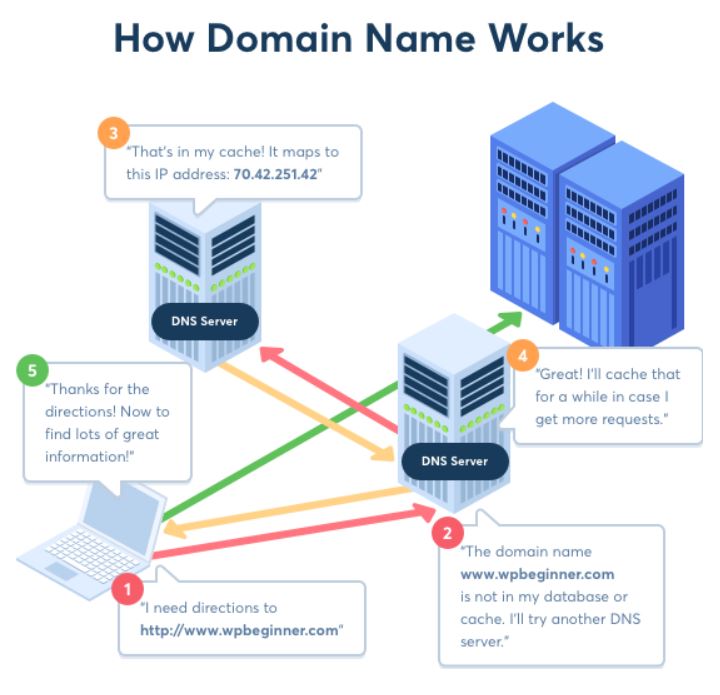 How Domain Name Works
3
"That's in my cache! It maps to
this IP address: 70.42.251.42"
DNS Server
5
"Thanks for the
directions! Now to
find lots of great
information!"
4
"Great! I'll cache that
for a while in case I
get more requests."
DNS Server
2
"The domain name
www.wpbeginner.com
is not in my database or
cache. I'll try another DNS
server."
1
"I need directions to
http://www.wpbeginner.com"